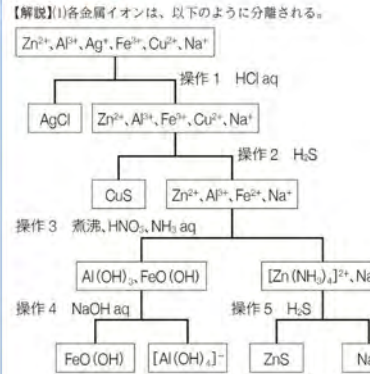 【解説】(1)各金属イオンは、以下のように分離される。
Zn²⁺、Al³⁺、Ag⁺、Fe³⁺、Cu²⁺、Na⁺
操作1 HCl aq
AgCl
Zn²⁺、Al³⁺、Fe³⁺、Cu²⁺、Na⁺
操作2 H₂S
CuS
Zn²⁺、Al³⁺、Fe²⁺、Na⁺
操作3 煮沸、HNO₃、NH₃ aq
Al(OH)₃、FeO(OH)
[Zn(NH₃)₄]²⁺、Na
操作4 NaOH aq
操作5 H₂S
FeO(OH)
[Al(OH)₄]⁻
ZnS
Na